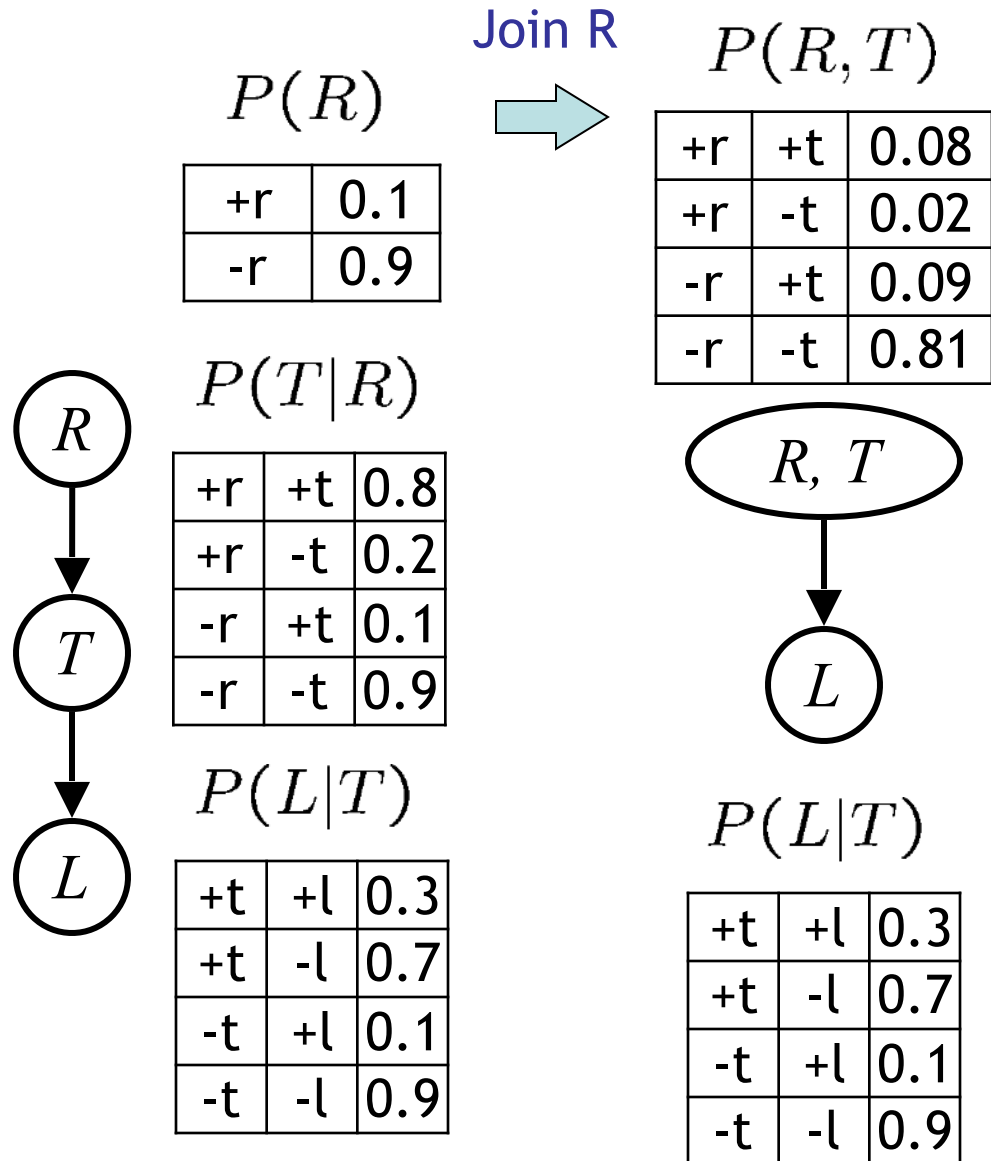 Join R
P(R)
+r 0.1
-r 0.9
P(T|R)
+r +t 0.8
+r -t 0.2
-r +t 0.1
-r -t 0.9
P(L|T)
+t +l 0.3
+t -l 0.7
-t +l 0.1
-t -l 0.9
R
T
L
P(R, T)
+r +t 0.08
+r -t 0.02
-r +t 0.09
-r -t 0.81
R, T
L
P(L|T)
+t +l 0.3
+t -l 0.7
-t +l 0.1
-t -l 0.9